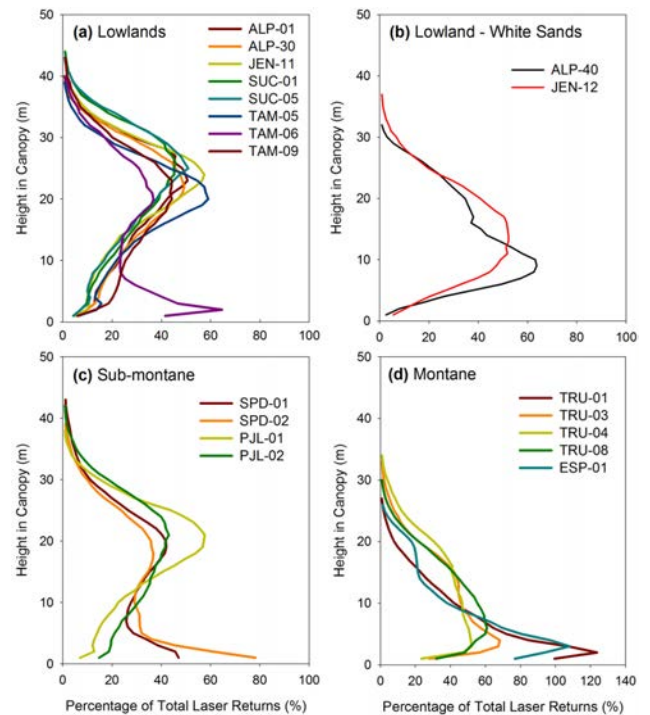 (a) Lowlands
ALP-01
ALP-30
JEN-11
SUC-01
SUC-05
TAM-05
TAM-06
TAM-09
Height in Canopy (m)
50
40
30
20
10
0
0 20 40 60 80 100
(b) Lowland - White Sands
ALP-40
JEN-12
Height in Canopy (m)
50
40
30
20
10
0
0 20 40 60 80 100
(c) Sub-montane
SPD-01
SPD-02
PJL-01
PJL-02
Height in Canopy (m)
50
40
30
20
10
0
0 20 40 60 80 100
Percentage of Total Laser Returns (%)
(d) Montane
TRU-01
TRU-03
TRU-04
TRU-08
ESP-01
Height in Canopy (m)
50
40
30
20
10
0
0 20 40 60 80 100 120 140
Percentage of Total Laser Returns (%)